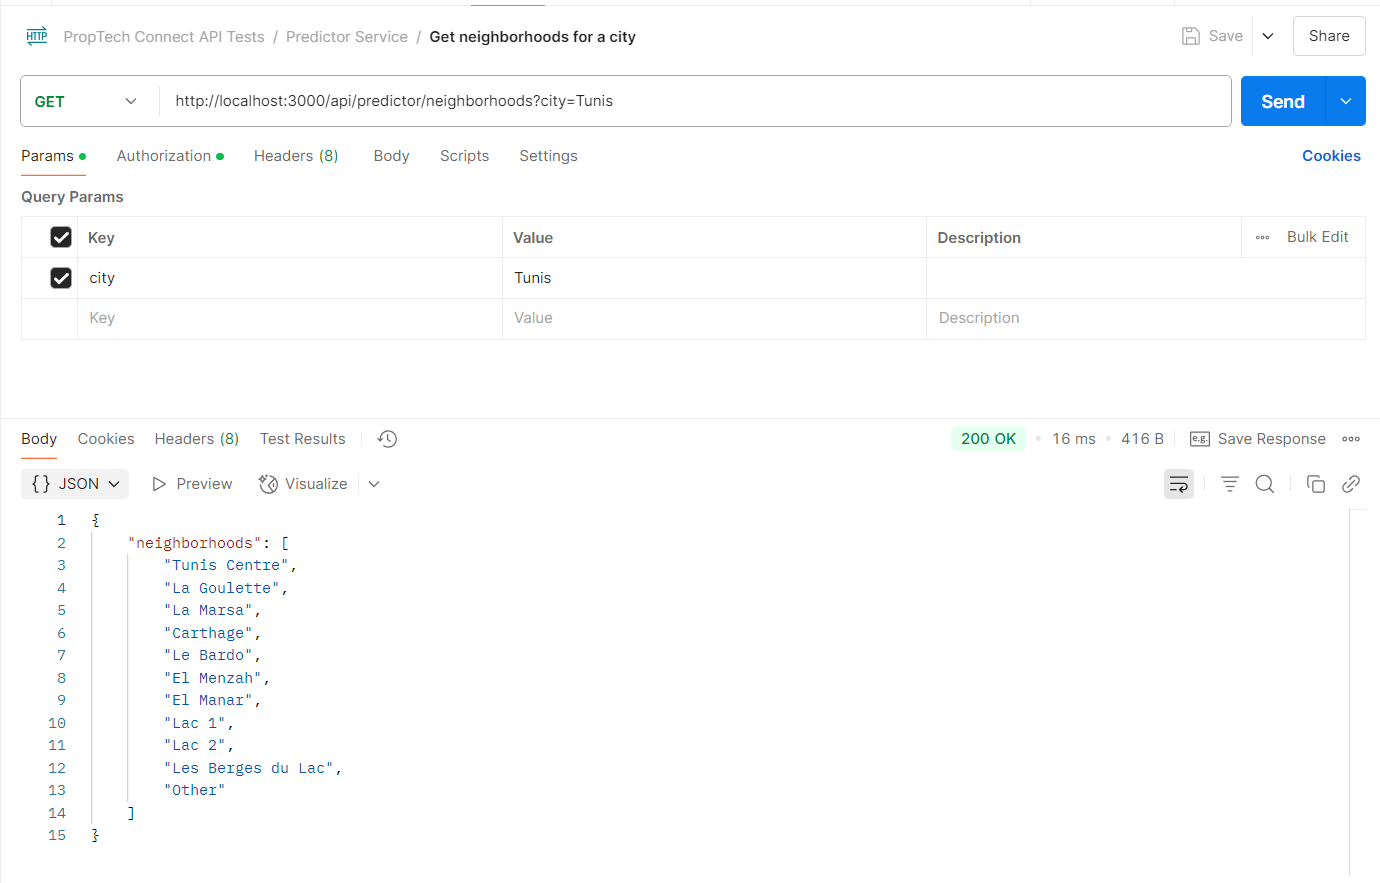 HTTP PropTech Connect API Tests / Predictor Service / Get neighborhoods for a city Save Share
GET http://localhost:3000/api/predictor/neighborhoods?city=Tunis Send
Params Authorization Headers (8) Body Scripts Settings Cookies
Query Params
Key Value Description Bulk Edit
city Tunis
Key Value Description
Body Cookies Headers (8) Test Results 200 OK 16 ms 416 B e.g. Save Response
{} JSON Preview Visualize
1 {
2 "neighborhoods": [
3 "Tunis Centre",
4 "La Goulette",
5 "La Marsa",
6 "Carthage",
7 "Le Bardo",
8 "El Menzah",
9 "El Manar",
10 "Lac 1",
11 "Lac 2",
12 "Les Berges du Lac",
13 "Other"
14 ]
15 }